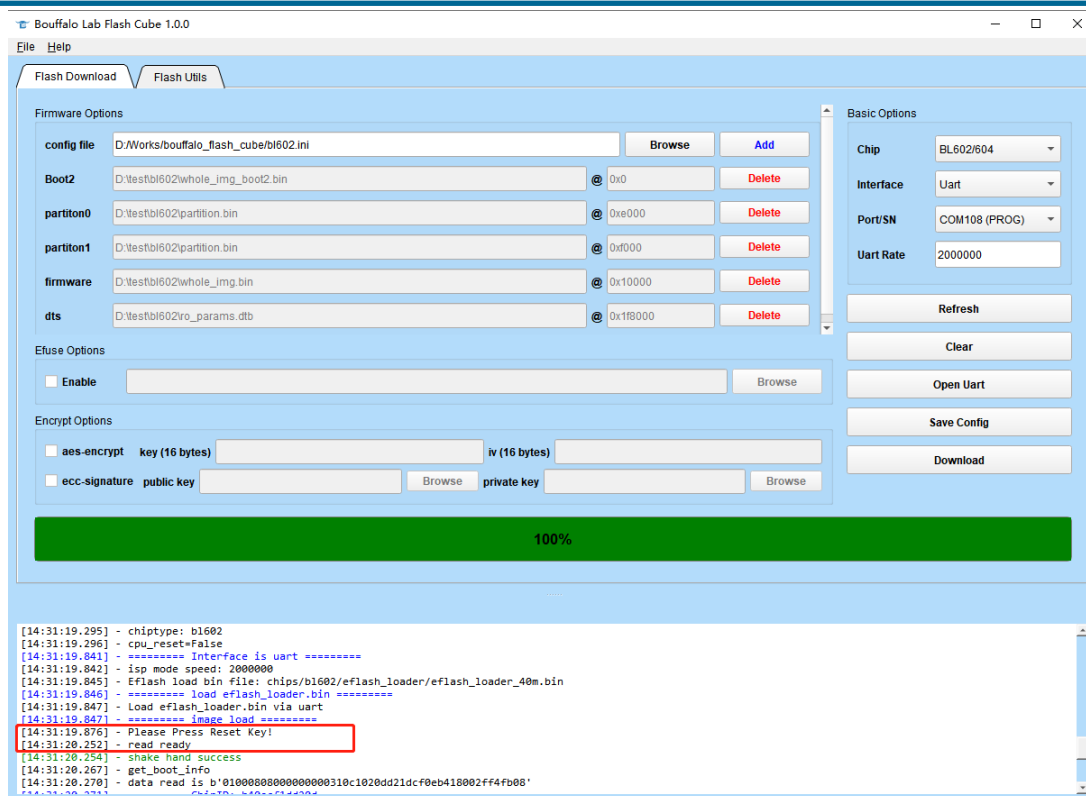 Bouffalo Lab Flash Cube 1.0.0
File Help
Flash Download Flash Utils
Firmware Options
config file D:/Works/bouffalo_flash_cube/bl602.ini Browse Add
Boot2 D:\test\bl602\whole_img_boot2.bin @ 0x0 Delete
partiton0 D:\test\bl602\partition.bin @ 0xe000 Delete
partiton1 D:\test\bl602\partition.bin @ 0xf000 Delete
firmware D:\test\bl602\whole_img.bin @ 0x10000 Delete
dts D:\test\bl602\ro_params.dtb @ 0x1f8000 Delete
Efuse Options
Enable Browse
Encrypt Options
aes-encrypt key (16 bytes) iv (16 bytes)
ecc-signature public key Browse private key Browse
Basic Options
Chip BL602/604
Interface Uart
Port/SN COM108 (PROG)
Uart Rate 2000000
Refresh
Clear
Open Uart
Save Config
Download
100%
[14:31:19.295] - chiptype: bl602
[14:31:19.296] - cpu_reset=False
[14:31:19.841] - ========= Interface is uart =========
[14:31:19.842] - isp mode speed: 2000000
[14:31:19.845] - Eflash load bin file: chips/bl602/eflash_loader/eflash_loader_40m.bin
[14:31:19.846] - ========= load eflash_loader.bin =========
[14:31:19.847] - Load eflash_loader.bin via uart
[14:31:19.847] - ========= image load =========
[14:31:19.876] - Please Press Reset Key!
[14:31:20.252] - read ready
[14:31:20.254] - shake hand success
[14:31:20.267] - get_boot_info
[14:31:20.270] - data read is b'01000808000000000310c1020dd21dcf0eb418002ff4fb08'